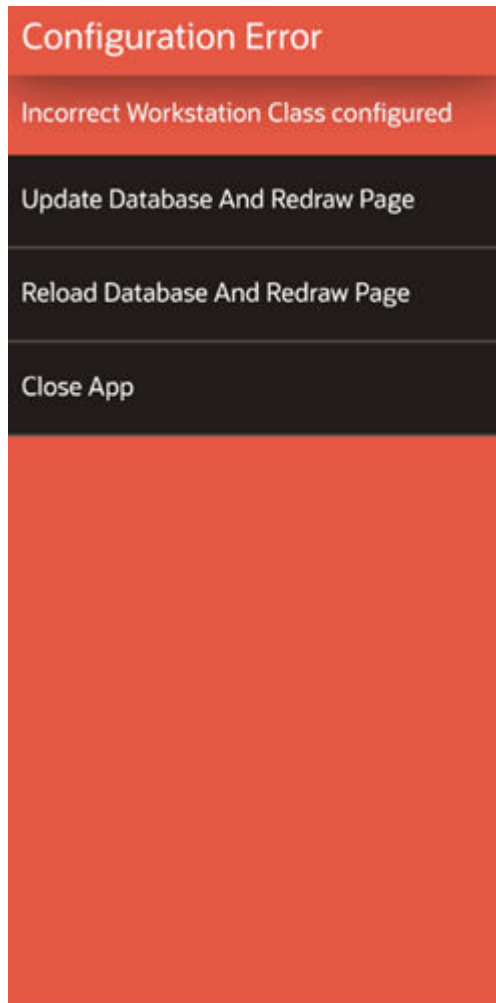 Configuration Error
Incorrect Workstation Class configured
Update Database And Redraw Page
Reload Database And Redraw Page
Close App